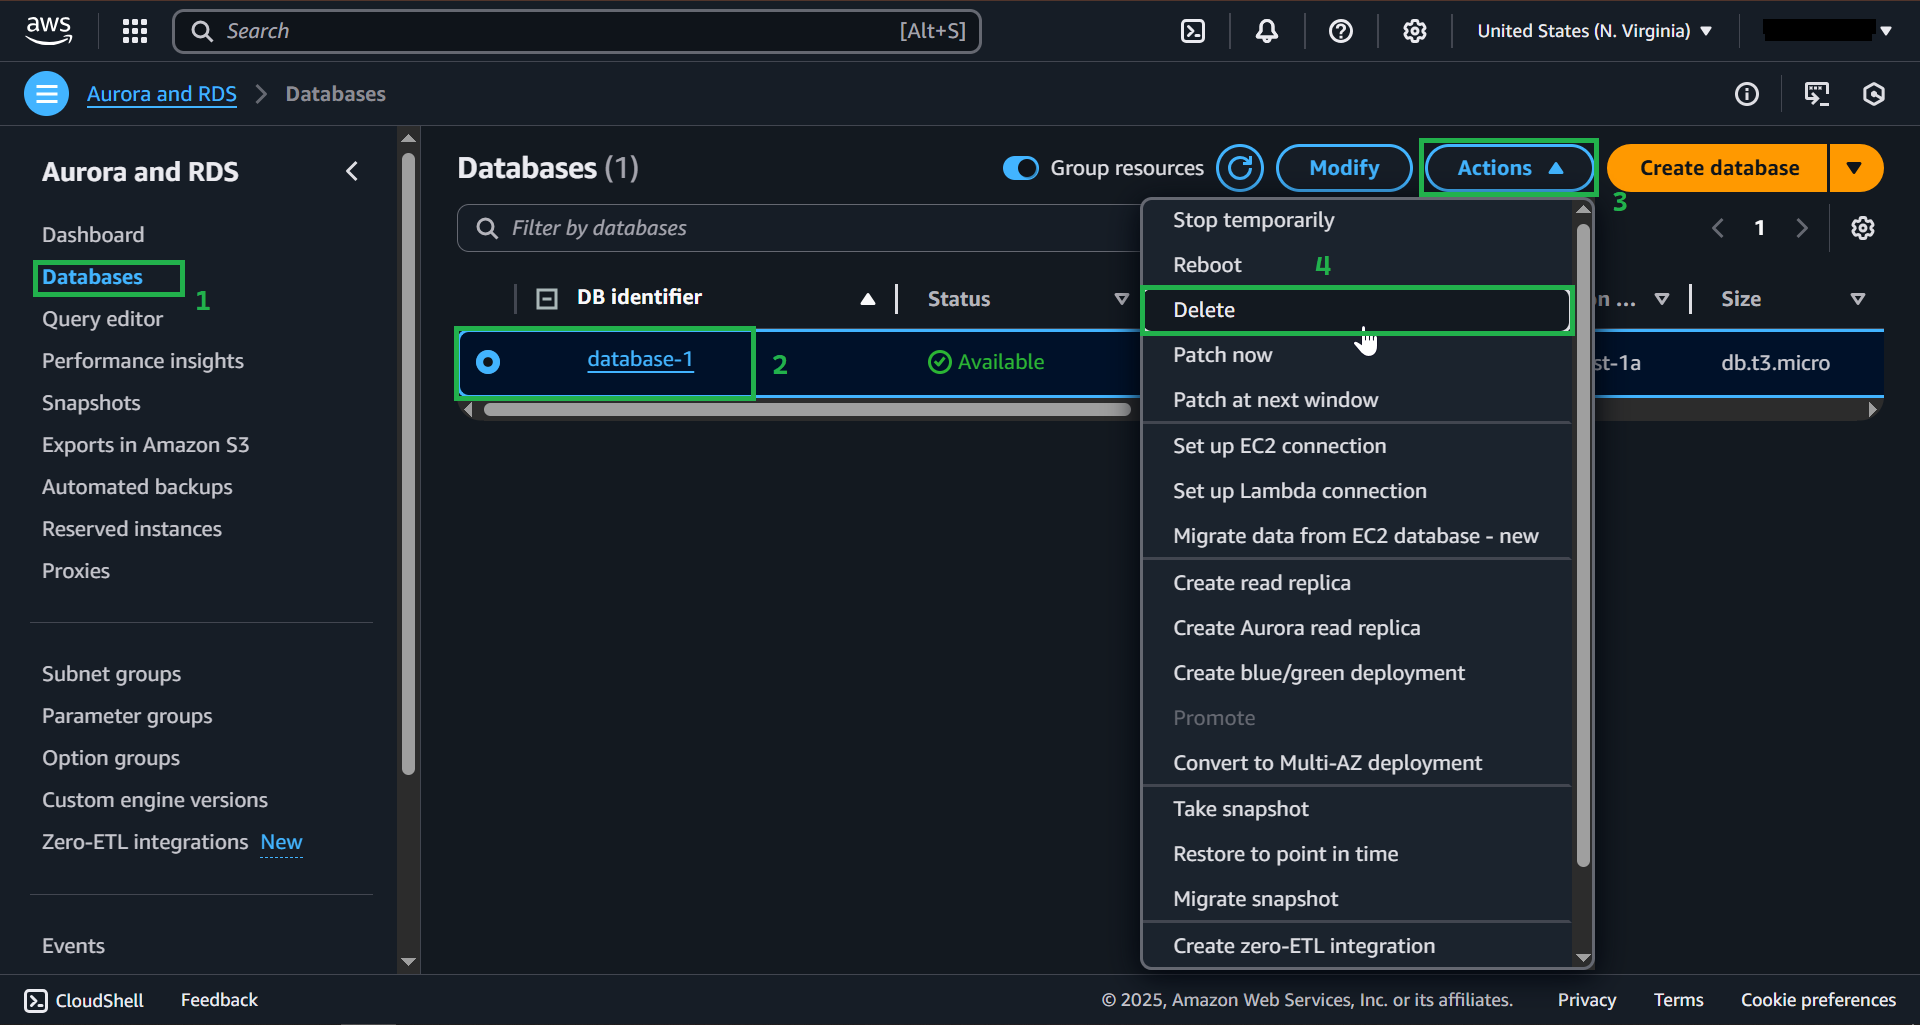 aws
Search [Alt+S]
United States (N. Virginia)
Aurora and RDS > Databases
Aurora and RDS
Dashboard
Databases
1
Query editor
Performance insights
Snapshots
Exports in Amazon S3
Automated backups
Reserved instances
Proxies
Subnet groups
Parameter groups
Option groups
Custom engine versions
Zero-ETL integrations New
Events
Databases (1)
Group resources
Modify
Actions
Create database
3
Filter by databases
1
DB identifier
Status
n ...
Size
database-1
2
Available
st-1a
db.t3.micro
Stop temporarily
Reboot
4
Delete
Patch now
Patch at next window
Set up EC2 connection
Set up Lambda connection
Migrate data from EC2 database - new
Create read replica
Create Aurora read replica
Create blue/green deployment
Promote
Convert to Multi-AZ deployment
Take snapshot
Restore to point in time
Migrate snapshot
Create zero-ETL integration
CloudShell
Feedback
© 2025, Amazon Web Services, Inc. or its affiliates.
Privacy
Terms
Cookie preferences